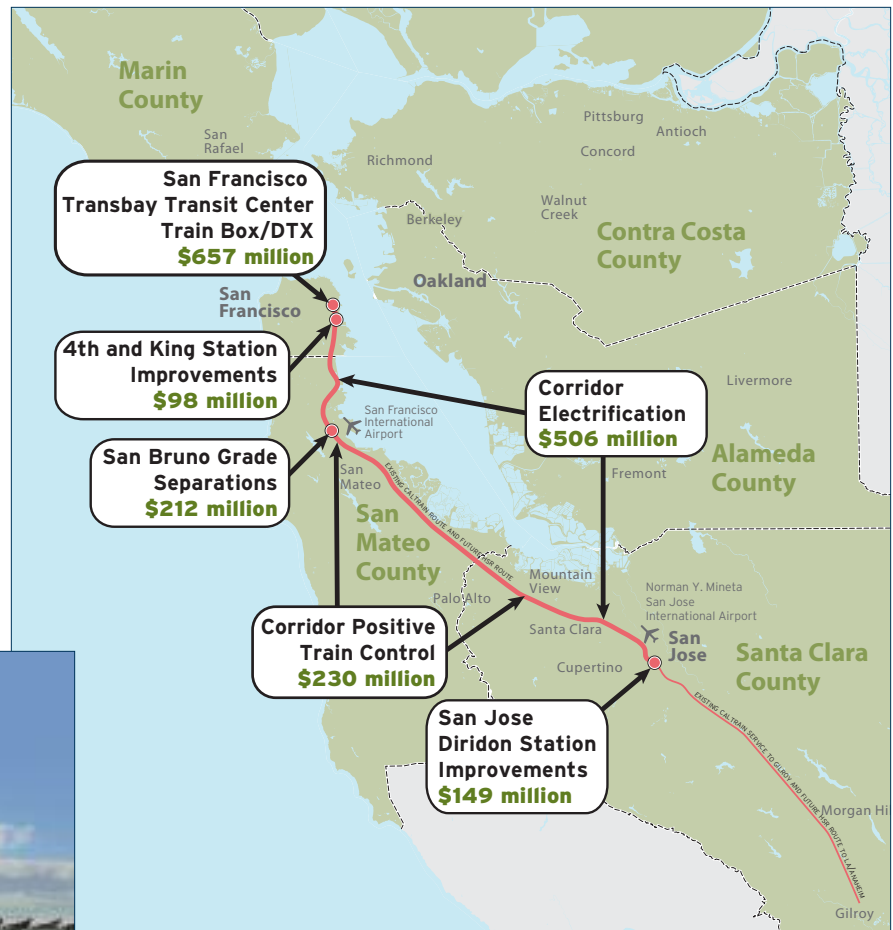 Marin
County
San
Rafael
Richmond
Pittsburg
Antioch
Concord
Walnut
Creek
Berkeley
Contra Costa
County
Oakland
San Francisco
Transbay Transit Center
Train Box/DTX
$657 million
San
Francisco
4th and King Station
Improvements
$98 million
San Francisco
International
Airport
Corridor
Electrification
$506 million
Livermore
Alameda
County
Fremont
San Bruno Grade
Separations
$212 million
San
Mateo
San
Mateo
County
EXISTING CALTRAIN ROUTE AND FUTURE HSR ROUTE
Mountain
View
Palo Alto
Norman Y. Mineta
San Jose
International Airport
Santa Clara
San
Jose
Cupertino
Santa Clara
County
Corridor Positive
Train Control
$230 million
San Jose
Diridon Station
Improvements
$149 million
EXISTING CALTRAIN SERVICE TO GILROY AND FUTURE HSR ROUTE TO LA/ANAHEIM
Morgan Hi
Gilroy